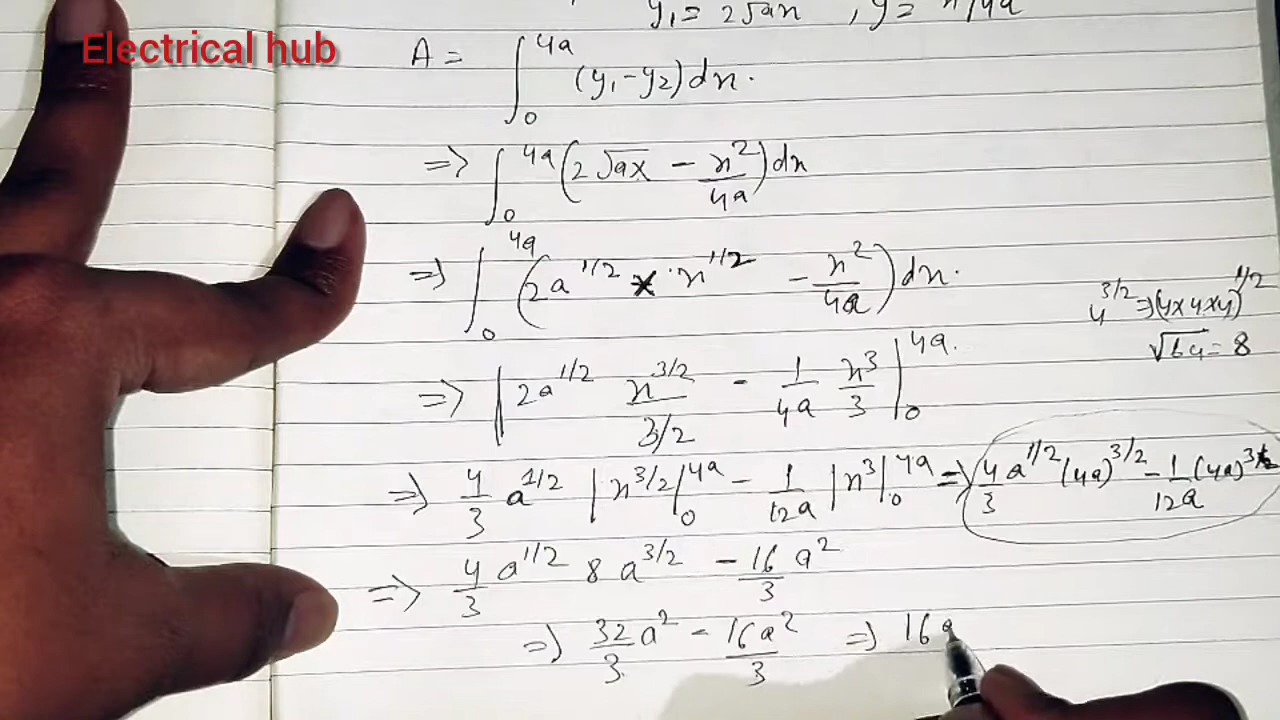 y₁ = 2√ax , y = x²/4a
Electrical hub
A = ∫₀^4a (y₁ - y₂) dx.
=> ∫₀^4a (2√ax - x²/4a) dx
=> ∫₀^4a (2a^1/2 × x^1/2 - x²/4a) dx.
4^3/2 => (4×4×4)^1/2
√64 = 8
=> | 2a^1/2 x^3/2/3/2 - 1/4a x³/3 |₀^4a.
=> 4/3 a^1/2 | x^3/2 |₀^4a - 1/12a | x³ |₀^4a => 4/3 a^1/2 (4a)^3/2 - 1/12a (4a)^3
=> 4/3 a^1/2 8 a^3/2 - 16/3 a²
=> 32/3 a² - 16a²/3 => 16a